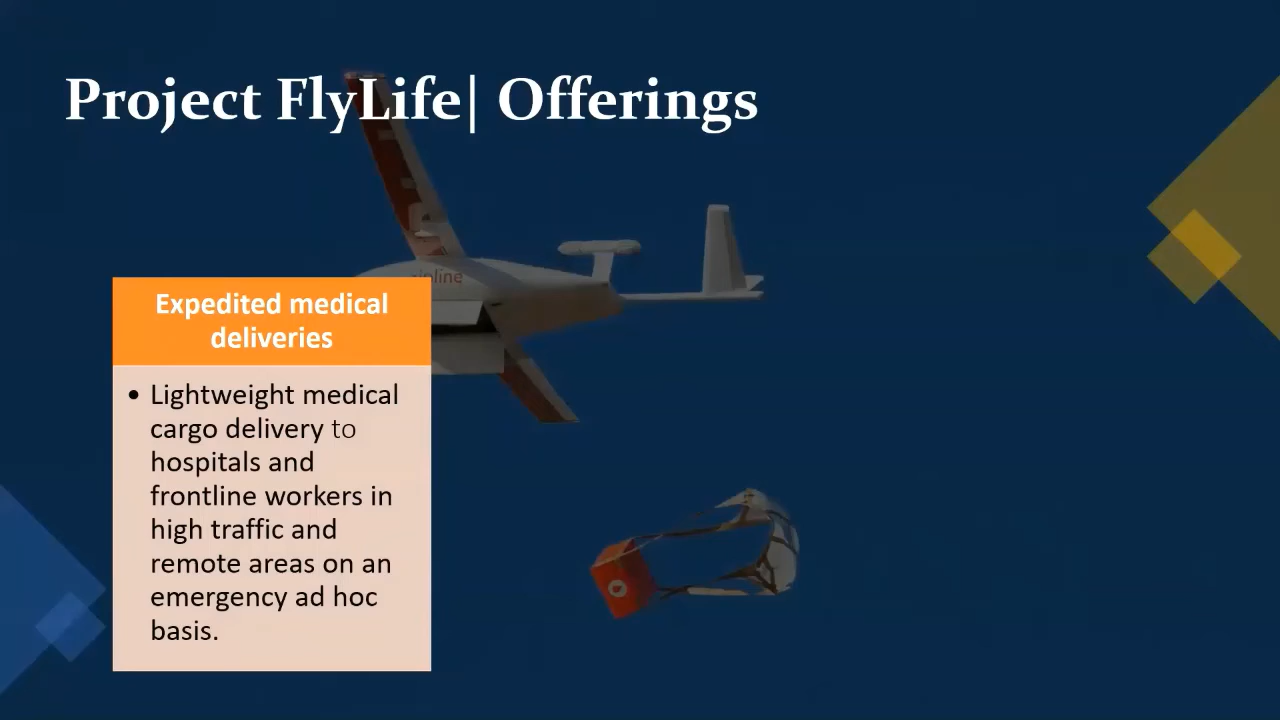 Project FlyLife| Offerings
Expedited medical
deliveries
• Lightweight medical
cargo delivery to
hospitals and
frontline workers in
high traffic and
remote areas on an
emergency ad hoc
basis.